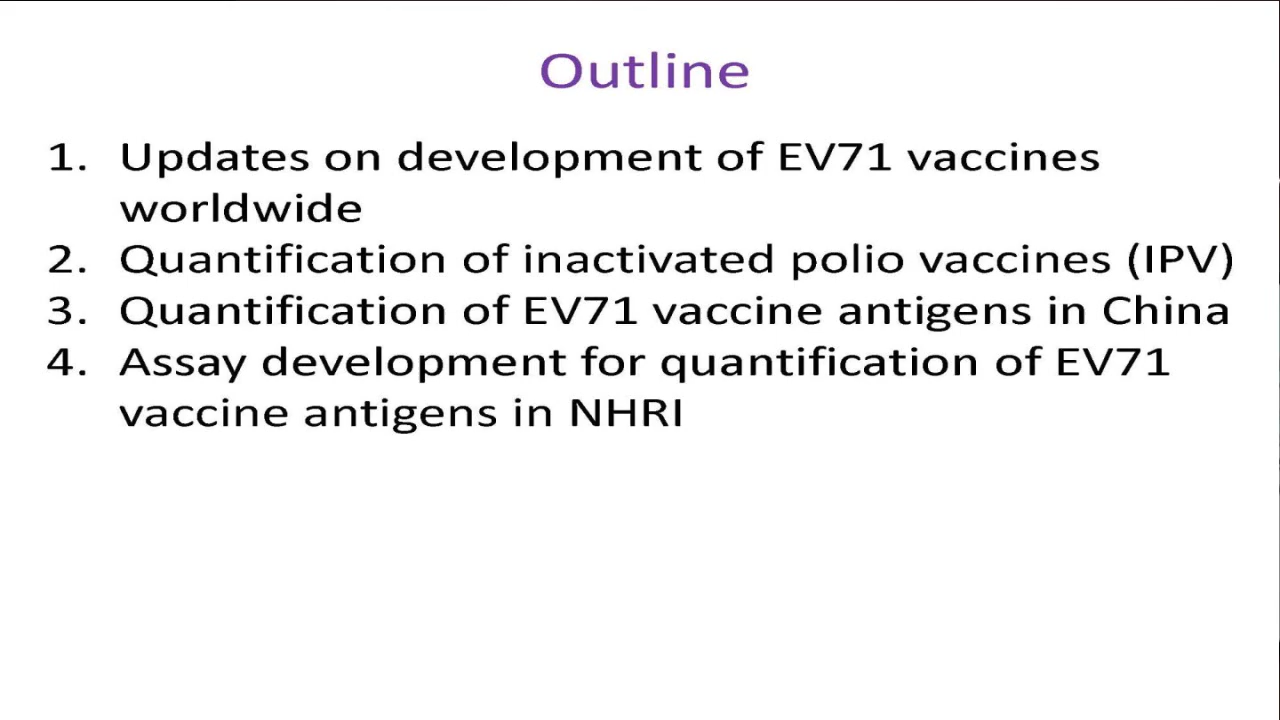 Outline
1. Updates on development of EV71 vaccines
worldwide
2. Quantification of inactivated polio vaccines (IPV)
3. Quantification of EV71 vaccine antigens in China
4. Assay development for quantification of EV71
vaccine antigens in NHRI